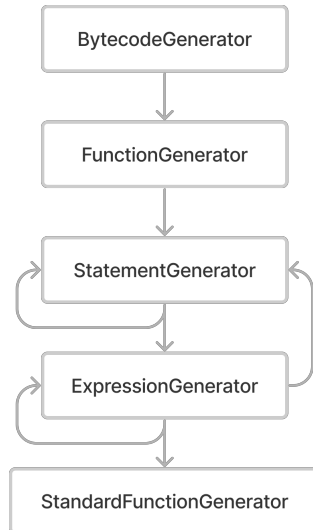 BytecodeGenerator
FunctionGenerator
StatementGenerator
ExpressionGenerator
StandardFunctionGenerator